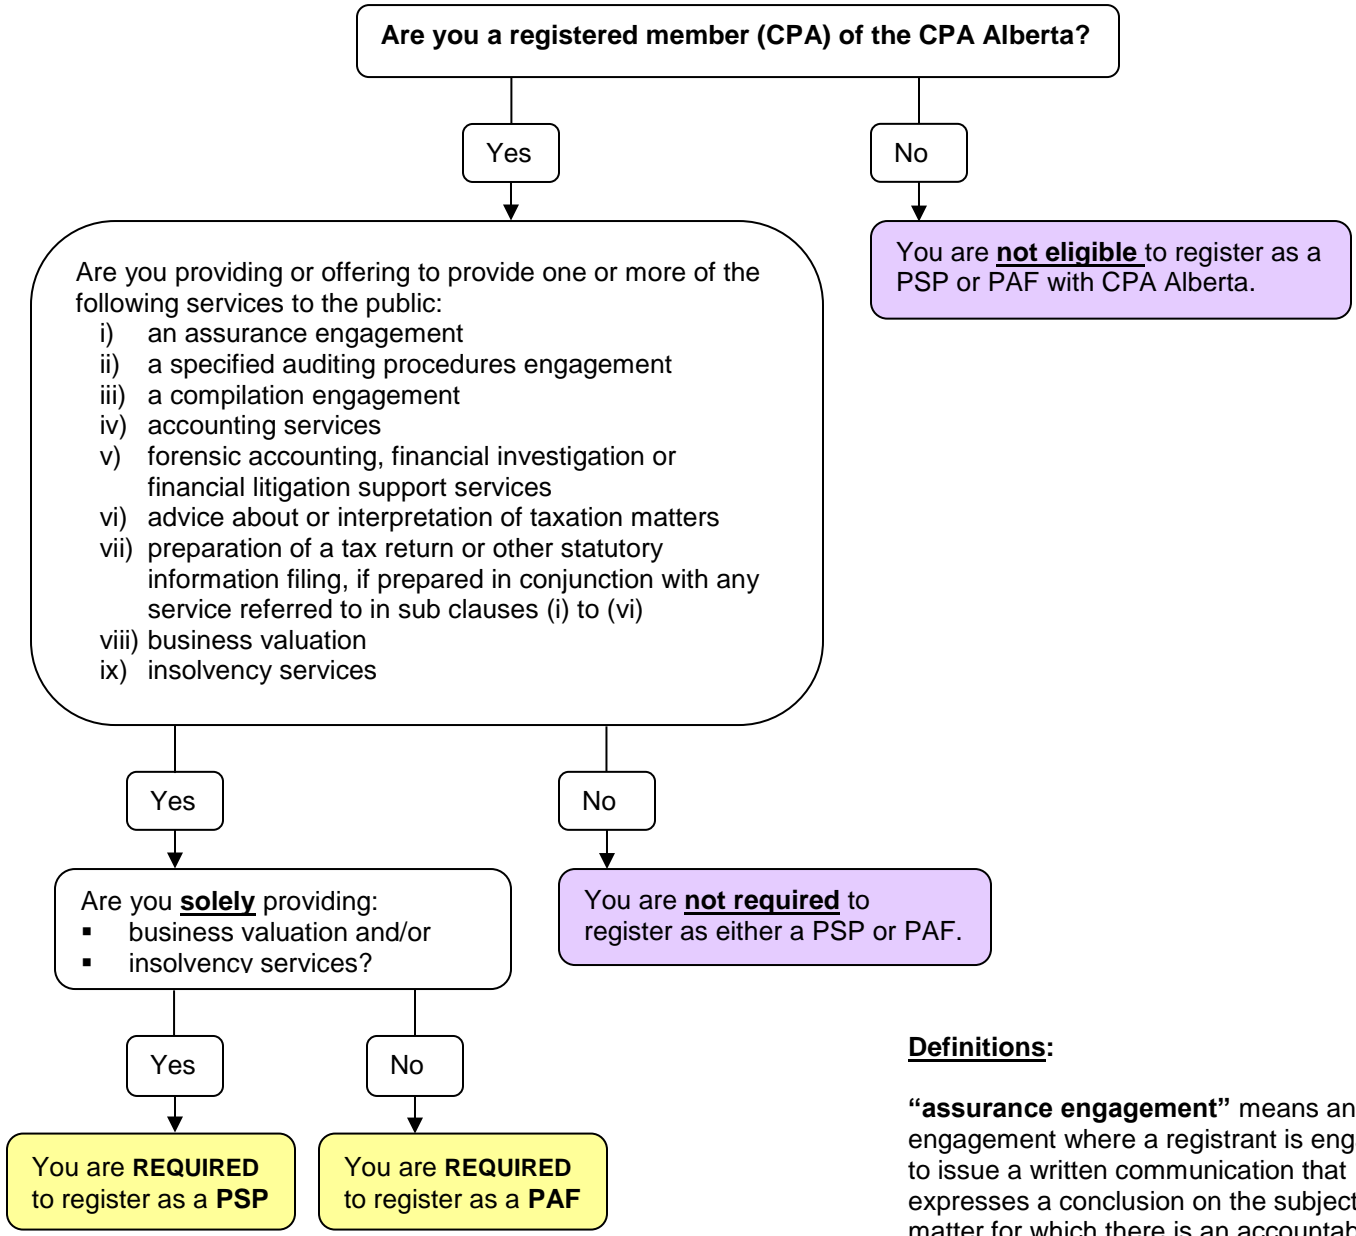 Are you a registered member (CPA) of the CPA Alberta?
Yes
No
You are not eligible to register as a
PSP or PAF with CPA Alberta.
Are you providing or offering to provide one or more of the
following services to the public:
i) an assurance engagement
ii) a specified auditing procedures engagement
iii) a compilation engagement
iv) accounting services
v) forensic accounting, financial investigation or
financial litigation support services
vi) advice about or interpretation of taxation matters
vii) preparation of a tax return or other statutory
information filing, if prepared in conjunction with any
service referred to in sub clauses (i) to (vi)
viii) business valuation
ix) insolvency services
Yes
No
Are you solely providing:
▪ business valuation and/or
▪ insolvency services?
You are not required to
register as either a PSP or PAF.
Yes
No
You are REQUIRED
to register as a PSP
You are REQUIRED
to register as a PAF
Definitions:
“assurance engagement” means an
engagement where a registrant is eng
to issue a written communication that
expresses a conclusion on the subject
matter for which there is an accountab